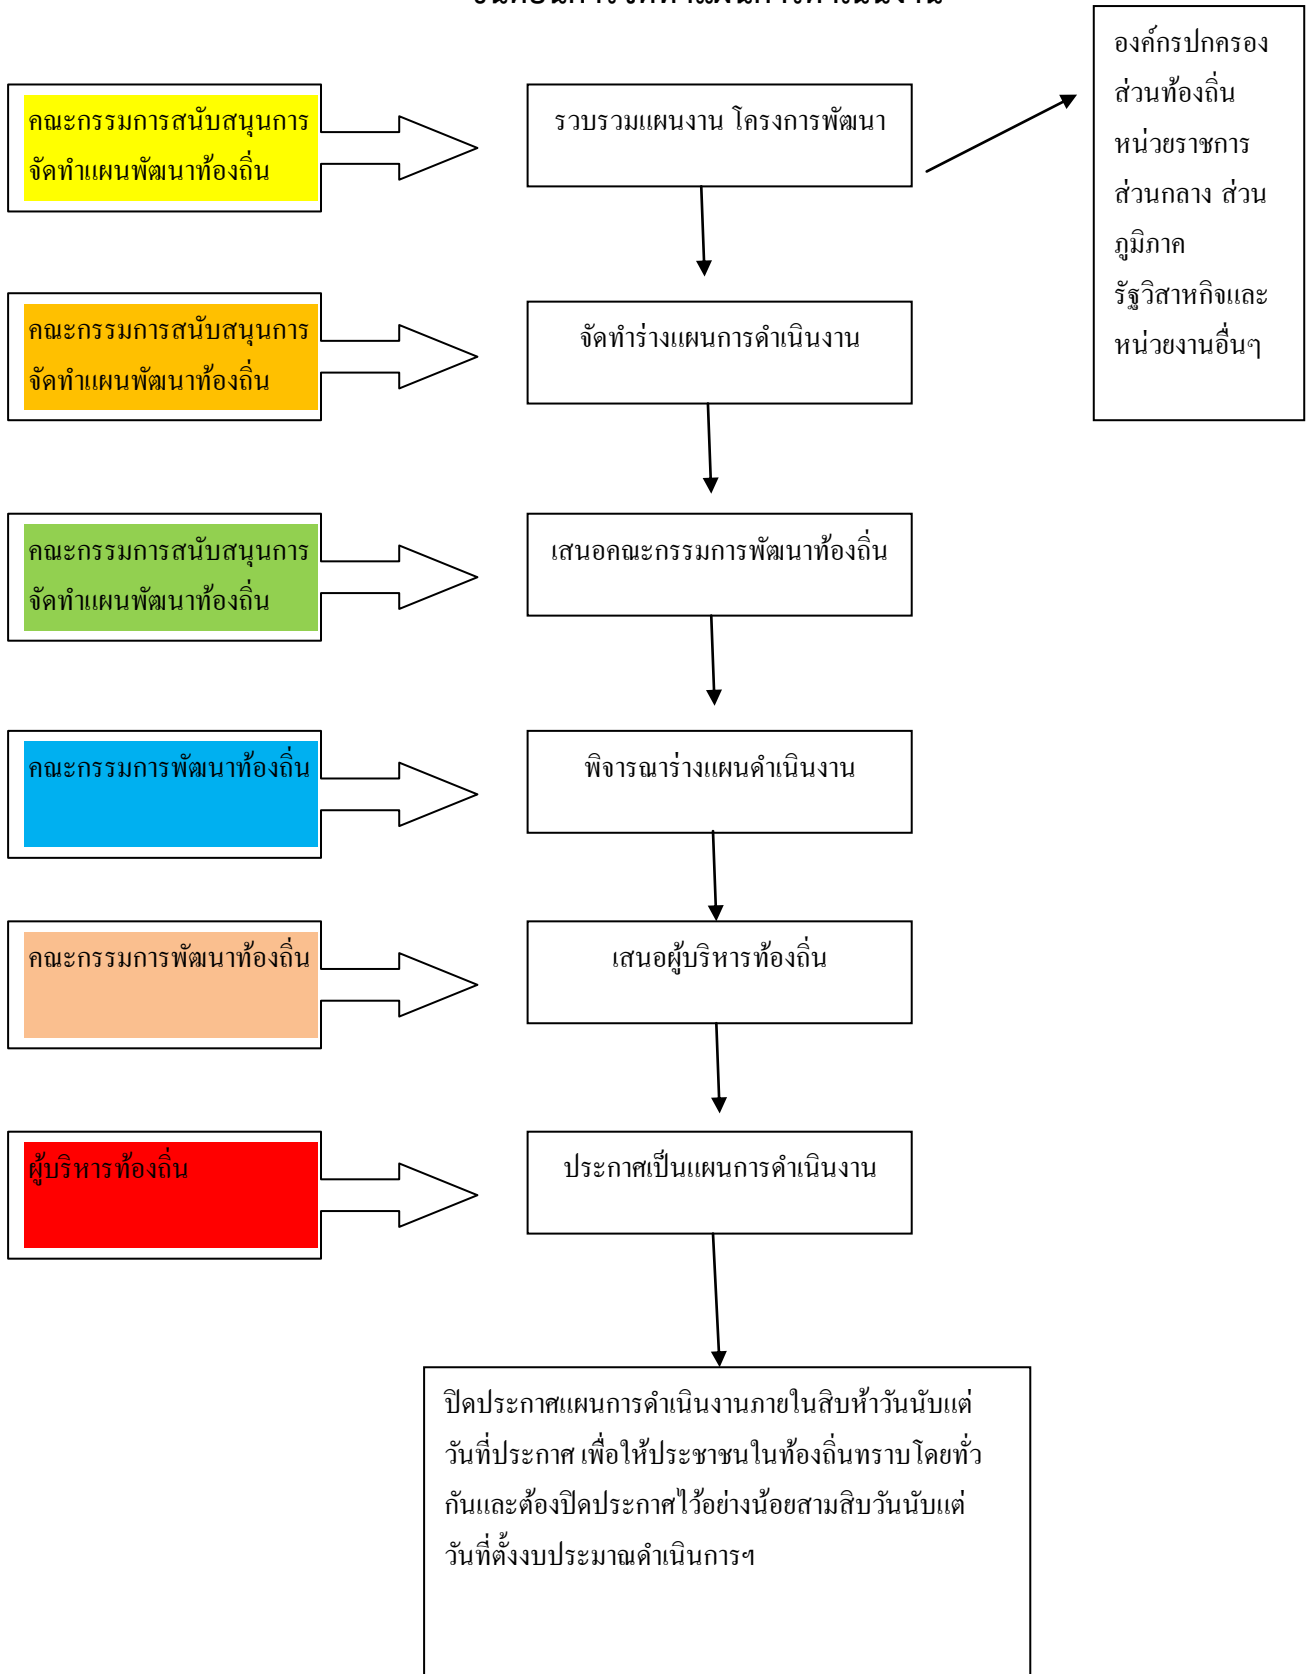 คณะกรรมการสนับสนุนการ
จัดทำแผนพัฒนาท้องถิ่น
รวบรวมแผนงาน โครงการพัฒนา
องค์กรปกครอง
ส่วนท้องถิ่น
หน่วยราชการ
ส่วนกลาง ส่วน
ภูมิภาค
รัฐวิสาหกิจและ
หน่วยงานอื่นๆ
คณะกรรมการสนับสนุนการ
จัดทำแผนพัฒนาท้องถิ่น
จัดทำร่างแผนการดำเนินงาน
คณะกรรมการสนับสนุนการ
จัดทำแผนพัฒนาท้องถิ่น
เสนอคณะกรรมการพัฒนาท้องถิ่น
คณะกรรมการพัฒนาท้องถิ่น
พิจารณาร่างแผนดำเนินงาน
คณะกรรมการพัฒนาท้องถิ่น
เสนอผู้บริหารท้องถิ่น
ผู้บริหารท้องถิ่น
ประกาศเป็นแผนการดำเนินงาน
ปิดประกาศแผนการดำเนินงานภายในสิบห้าวันนับแต่
วันที่ประกาศ เพื่อให้ประชาชนในท้องถิ่นทราบโดยทั่ว
กันและต้องปิดประกาศไว้อย่างน้อยสามสิบวันนับแต่
วันที่ตั้งงบประมาณดำเนินการฯ